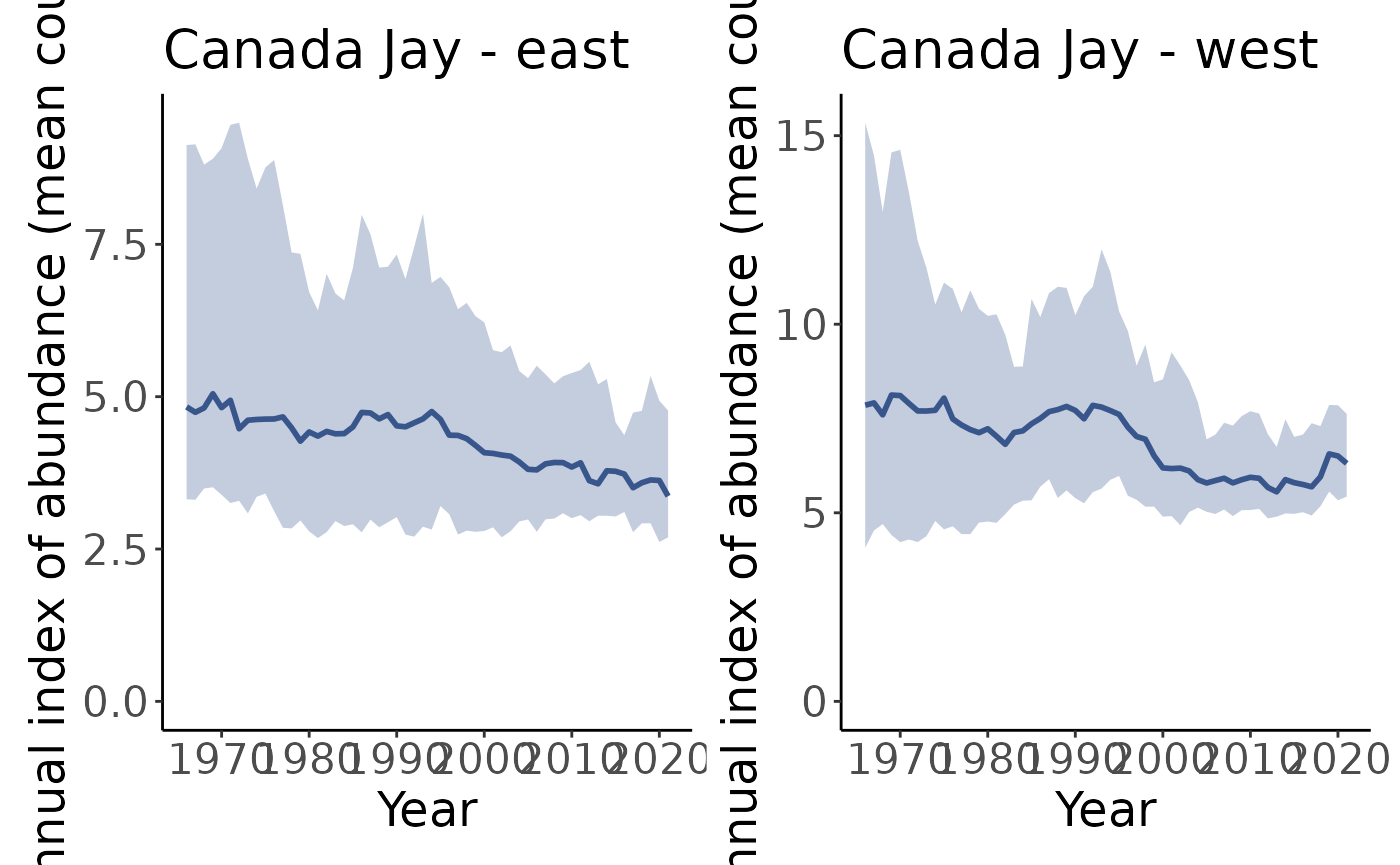 Canada Jay - east
nnual index of abundance (mean cou
7.5
5.0
2.5
0.0
1970 1980 1990 2000 2010 2020
Year
Canada Jay - west
nnual index of abundance (mean cou
15
10
5
0
1970 1980 1990 2000 2010 2020
Year